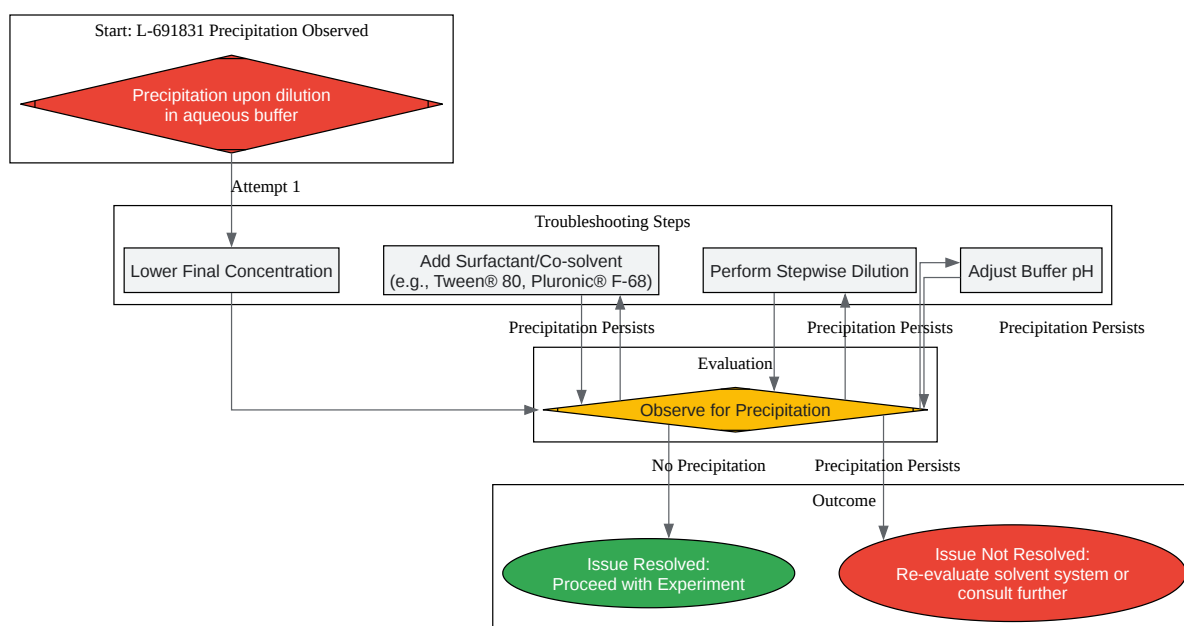 Start: L-691831 Precipitation Observed
Precipitation upon dilution
in aqueous buffer
Attempt 1
Troubleshooting Steps
Lower Final Concentration
Add Surfactant/Co-solvent
(e.g., Tween® 80, Pluronic® F-68)
Perform Stepwise Dilution
Adjust Buffer pH
Precipitation Persists
Precipitation Persists
Precipitation Persists
Evaluation
Observe for Precipitation
No Precipitation
Precipitation Persists
Outcome
Issue Resolved:
Proceed with Experiment
Issue Not Resolved:
Re-evaluate solvent system or
consult further